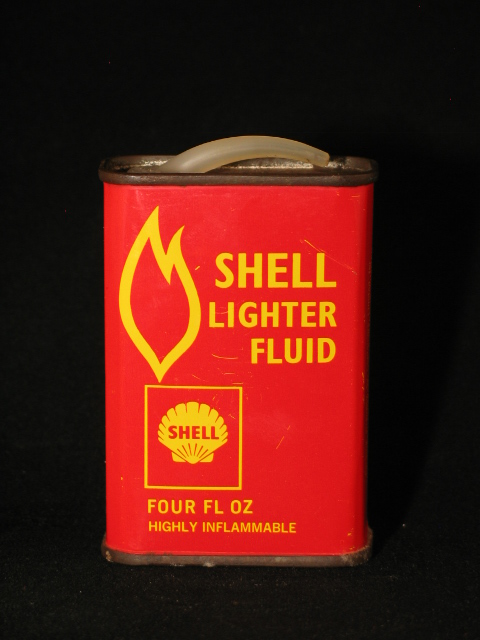 SHELL
LIGHTER
FLUID
SHELL
FOUR FL OZ
HIGHLY INFLAMMABLE